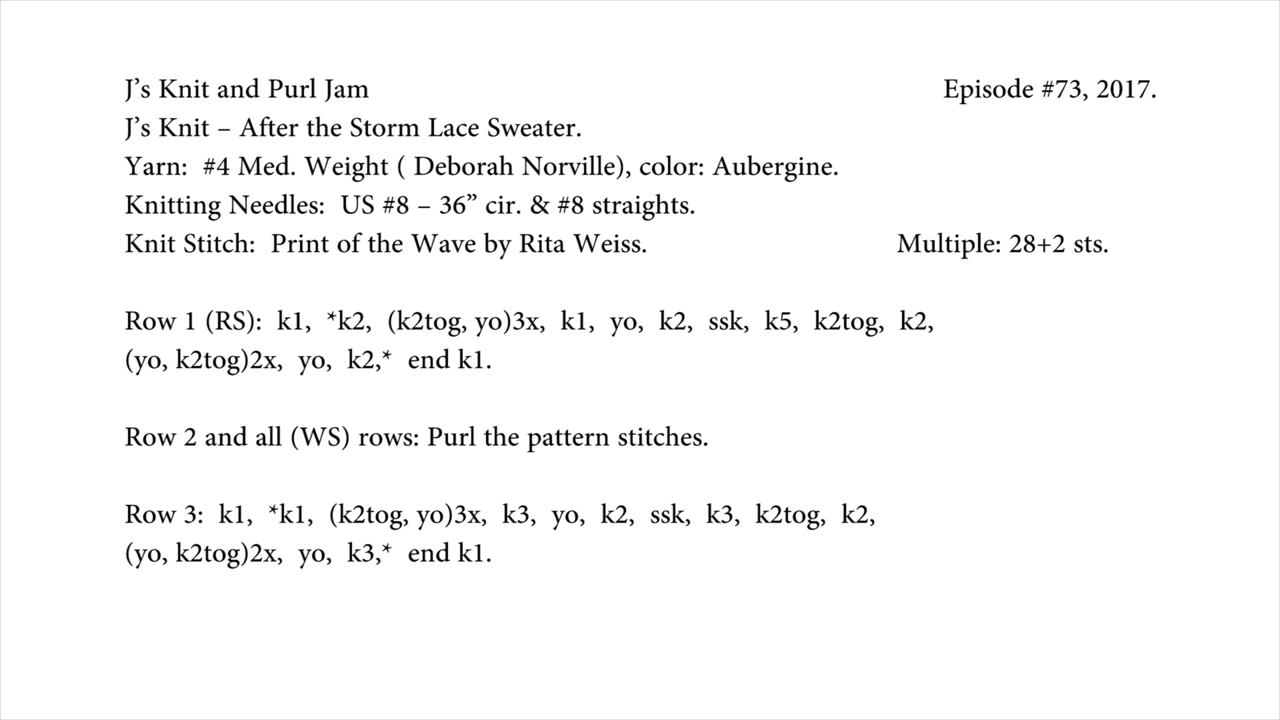 J’s Knit and Purl Jam Episode #73, 2017.
J’s Knit – After the Storm Lace Sweater.
Yarn: #4 Med. Weight ( Deborah Norville), color: Aubergine.
Knitting Needles: US #8 – 36” cir. & #8 straights.
Knit Stitch: Print of the Wave by Rita Weiss. Multiple: 28+2 sts.
Row 1 (RS): k1, *k2, (k2tog, yo)3x, k1, yo, k2, ssk, k5, k2tog, k2,
(yo, k2tog)2x, yo, k2,* end k1.
Row 2 and all (WS) rows: Purl the pattern stitches.
Row 3: k1, *k1, (k2tog, yo)3x, k3, yo, k2, ssk, k3, k2tog, k2,
(yo, k2tog)2x, yo, k3,* end k1.